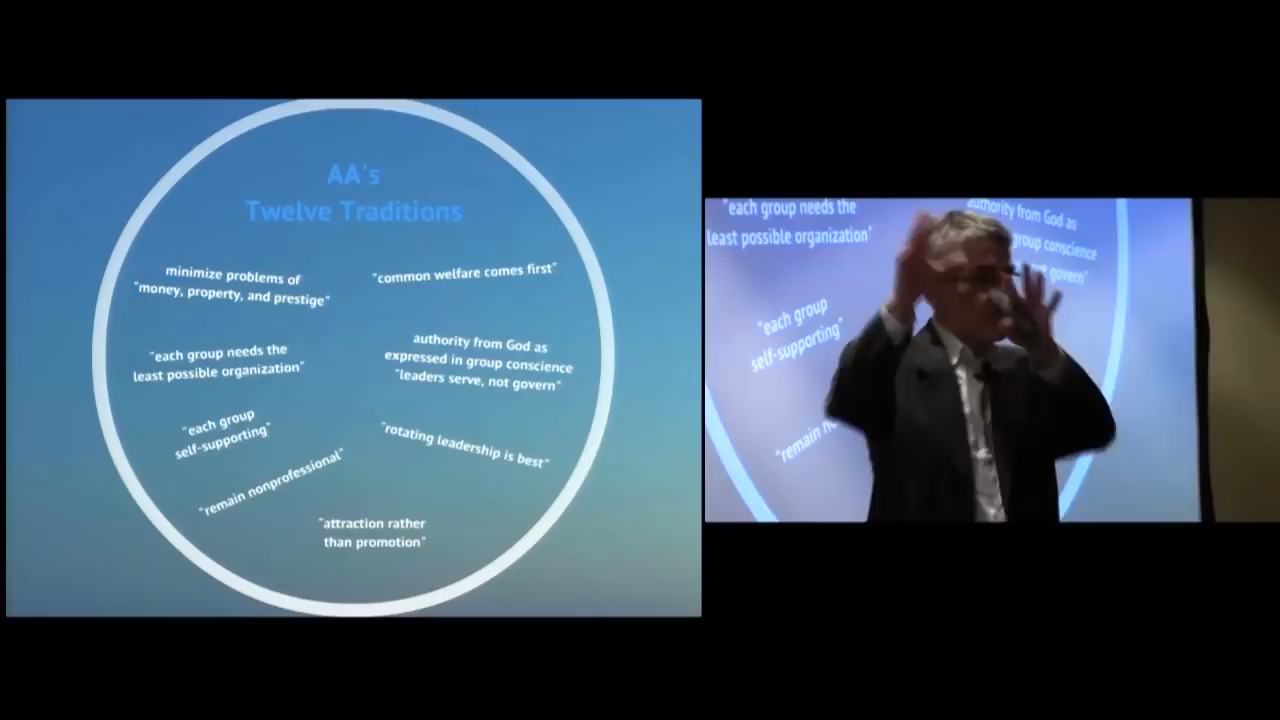 AA's
Twelve Traditions
minimize problems of
"money, property, and prestige"
"common welcome comes first"
"each group needs the
least possible organization"
authority from God as
expressed in group conscience
"leaders serve, not govern"
"each group
self-supporting"
"rotating leadership is best"
"remain nonprofessional"
"attraction rather
than promotion"
"each group needs the
least possible organization"
authority from God as
group conscience
govern"
"each group
self-supporting"
"remain